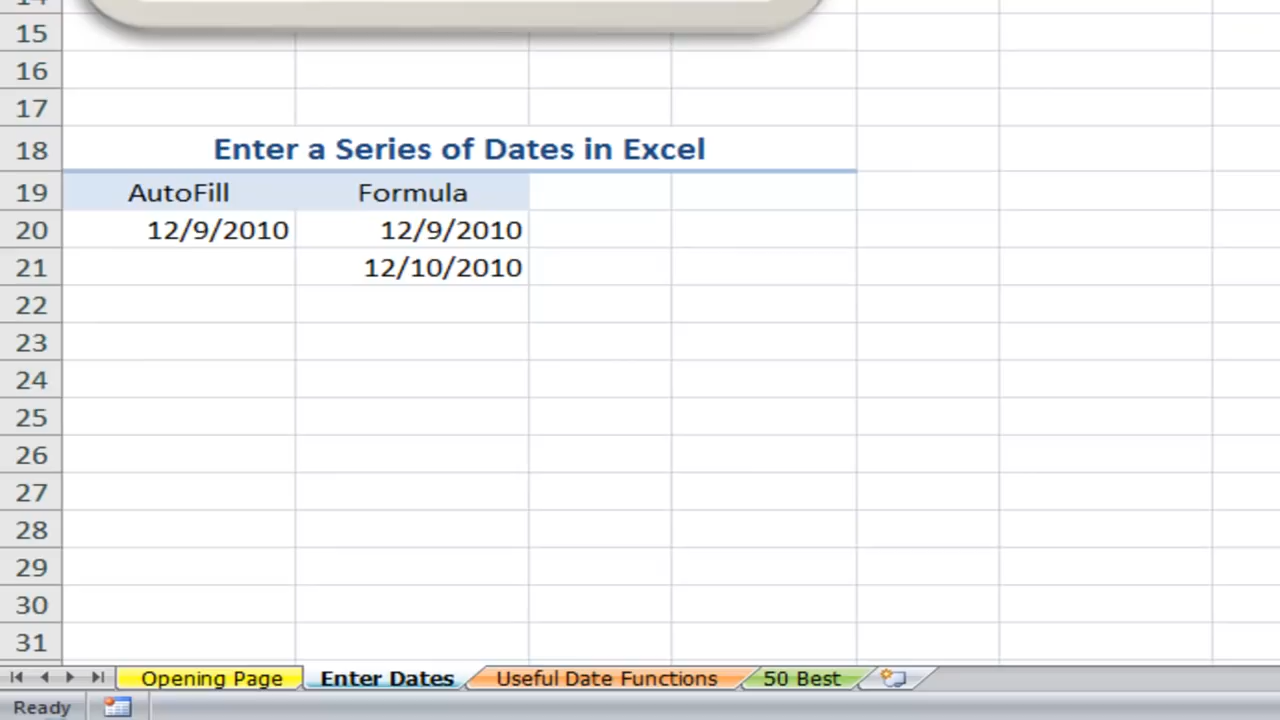 15
16
17
18 Enter a Series of Dates in Excel
19 AutoFill Formula
20 12/9/2010 12/9/2010
21 12/10/2010
22
23
24
25
26
27
28
29
30
31
Opening Page Enter Dates Useful Date Functions 50 Best
Ready